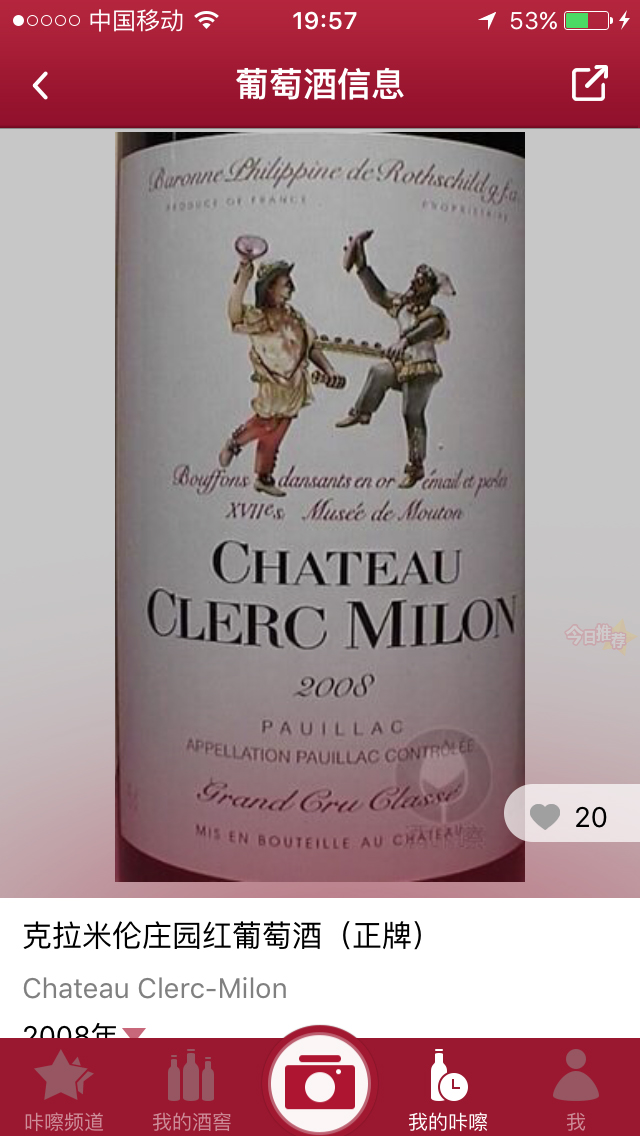 中国移动
19:57
53%
葡萄酒信息
Baronne Philippine de Rothschild g.f.a.
PRODUCE OF FRANCE
PROPRIETAIRE
Bouffons dansants en or émail et perles
XVIIe s. Musée de Mouton
CHATEAU
CLERC MILON
2008
PAUILLAC
APPELLATION PAUILLAC CONTRÔLÉE
Grand Cru Classé
MIS EN BOUTEILLE AU CHÂTEAU
今日推荐
20
克拉米伦庄园红葡萄酒（正牌）
Chateau Clerc-Milon
2008年
咔嚓频道
我的酒窖
我的咔嚓
我